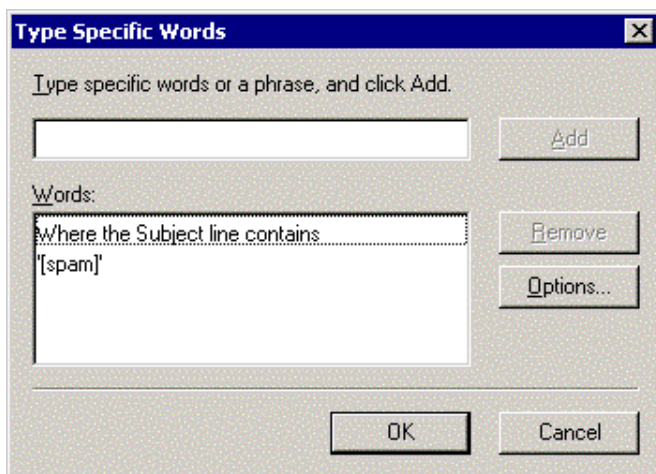 Type Specific Words
Type specific words or a phrase, and click Add.
Add
Words:
Where the Subject line contains
'[spam]'
Remove
Options...
OK
Cancel